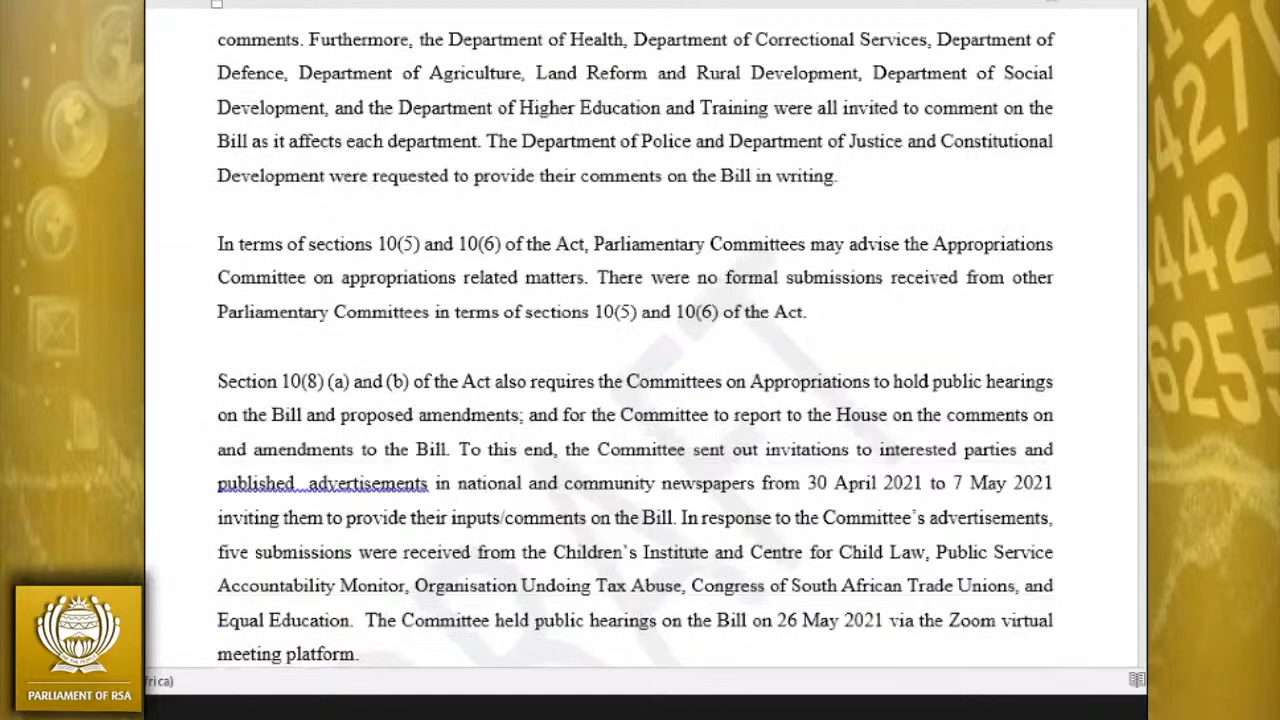 comments. Furthermore, the Department of Health, Department of Correctional Services, Department of
Defence, Department of Agriculture, Land Reform and Rural Development, Department of Social
Development, and the Department of Higher Education and Training were all invited to comment on the
Bill as it affects each department. The Department of Police and Department of Justice and Constitutional
Development were requested to provide their comments on the Bill in writing.
In terms of sections 10(5) and 10(6) of the Act, Parliamentary Committees may advise the Appropriations
Committee on appropriations related matters. There were no formal submissions received from other
Parliamentary Committees in terms of sections 10(5) and 10(6) of the Act.
Section 10(8) (a) and (b) of the Act also requires the Committees on Appropriations to hold public hearings
on the Bill and proposed amendments; and for the Committee to report to the House on the comments on
and amendments to the Bill. To this end, the Committee sent out invitations to interested parties and
published advertisements in national and community newspapers from 30 April 2021 to 7 May 2021
inviting them to provide their inputs/comments on the Bill. In response to the Committee's advertisements,
five submissions were received from the Children's Institute and Centre for Child Law, Public Service
Accountability Monitor, Organisation Undoing Tax Abuse, Congress of South African Trade Unions, and
Equal Education. The Committee held public hearings on the Bill on 26 May 2021 via the Zoom virtual
meeting platform.
DRAFT
frica)
PARLIAMENT OF RSA
427
442
6255